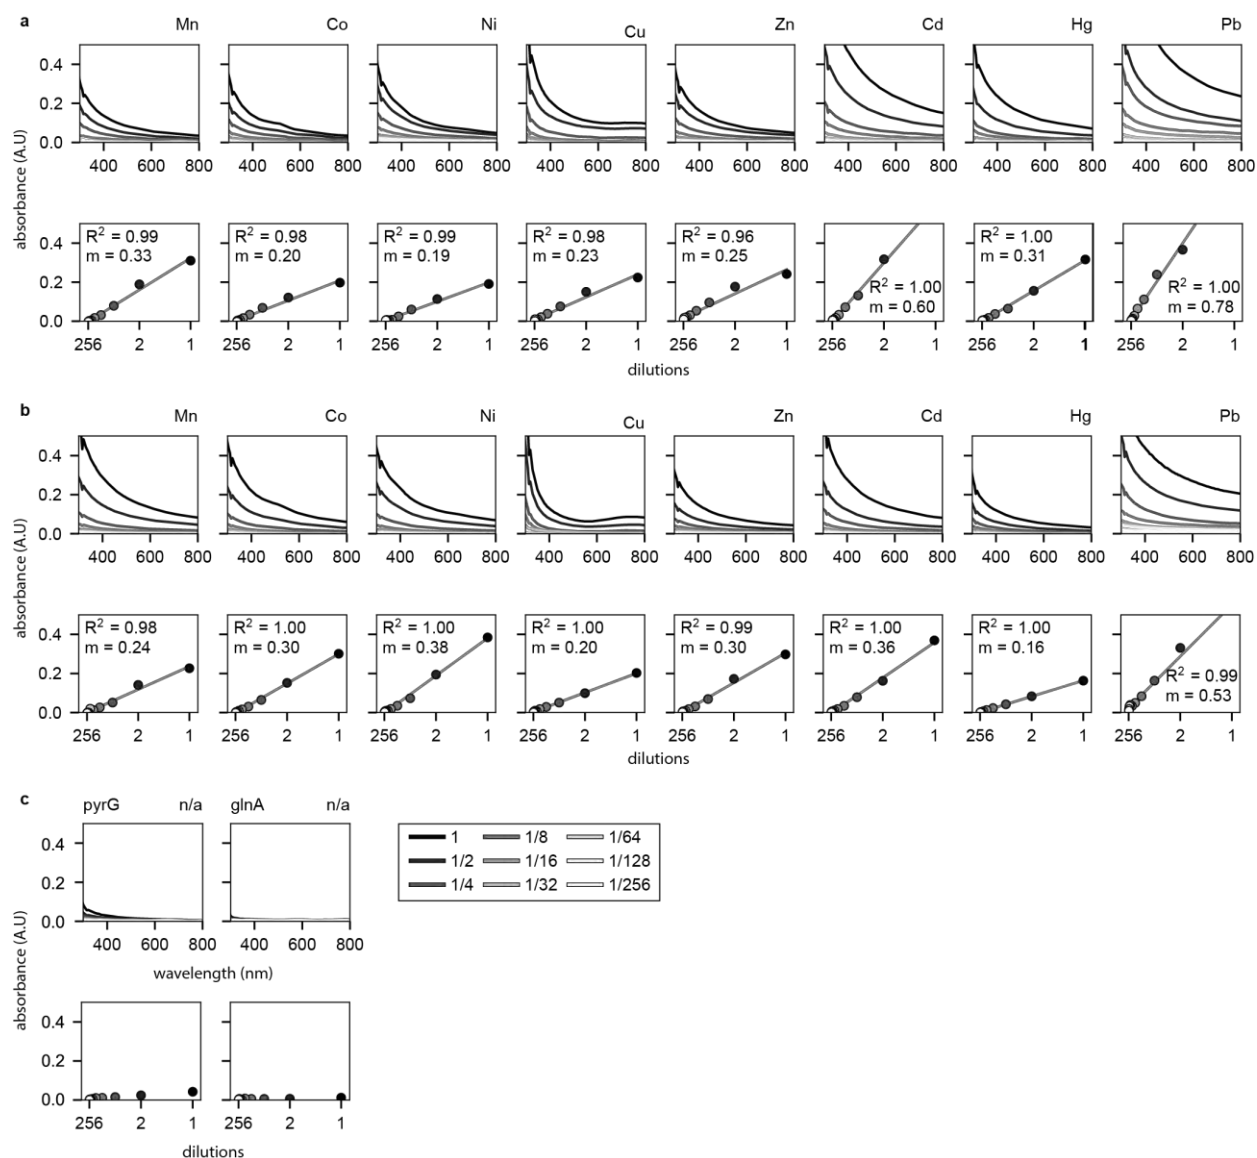 a
Mn Co Ni Cu Zn Cd Hg Pb
0.4
0.2
0.0
400 600 800 400 600 800 400 600 800 400 600 800 400 600 800 400 600 800 400 600 800 400 600 800
absorbance (A.U)
0.4
0.2
0.0
R² = 0.99
m = 0.33
R² = 0.98
m = 0.20
R² = 0.99
m = 0.19
R² = 0.98
m = 0.23
R² = 0.96
m = 0.25
R² = 1.00
m = 0.60
R² = 1.00
m = 0.31
R² = 1.00
m = 0.78
256 2 1 256 2 1 256 2 1 256 2 1 256 2 1 256 2 1 256 2 1 256 2 1
dilutions
b
Mn Co Ni Cu Zn Cd Hg Pb
0.4
0.2
0.0
400 600 800 400 600 800 400 600 800 400 600 800 400 600 800 400 600 800 400 600 800 400 600 800
absorbance (A.U)
0.4
0.2
0.0
R² = 0.98
m = 0.24
R² = 1.00
m = 0.30
R² = 1.00
m = 0.38
R² = 1.00
m = 0.20
R² = 0.99
m = 0.30
R² = 1.00
m = 0.36
R² = 1.00
m = 0.16
R² = 0.99
m = 0.53
256 2 1 256 2 1 256 2 1 256 2 1 256 2 1 256 2 1 256 2 1 256 2 1
dilutions
c
pyrG n/a glnA n/a
0.4
0.2
0.0
400 600 800 400 600 800
wavelength (nm)
1 1/8 1/64
1/2 1/16 1/128
1/4 1/32 1/256
absorbance (A.U)
0.4
0.2
0.0
256 2 1 256 2 1
dilutions